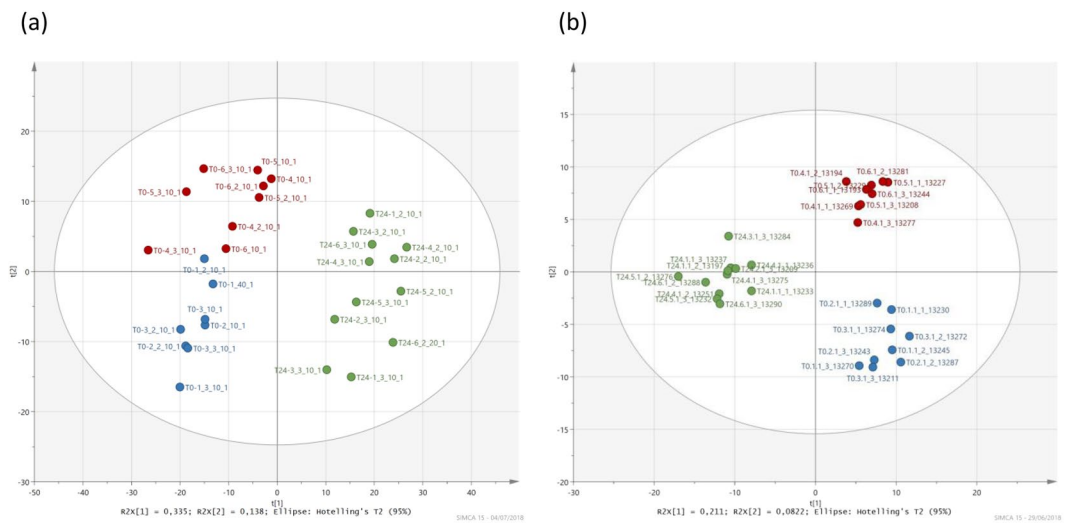 (a)
(b)
20
10
0
-10
-20
-30
-50
-40
-30
-20
-10
0
10
20
30
40
t[2]
t[1]
T0-6_3_10_1
T0-5_10_1
T0-4_10_1
T0-6_2_10_1
T0-5_3_10_1
T0-5_2_10_1
T0-4_2_10_1
T0-4_3_10_1
T0-6_10_1
T0-1_2_10_1
T0-1_40_1
T0-3_10_1
T0-2_10_1
T0-3_2_10_1
T0-2_2_10_1
T0-3_3_10_1
T0-1_3_10_1
T24-1_2_10_1
T24-3_2_10_1
T24-6_3_10_1
T24-4_2_10_1
T24-2_2_10_1
T24-4_3_10_1
T24-5_2_10_1
T24-5_3_10_1
T24-2_3_10_1
T24-6_2_20_1
T24-3_3_10_1
T24-1_3_10_1
R2X[1] = 0,335; R2X[2] = 0,138; Ellipse: Hotelling's T2 (95%)
SIMCA 15 - 04/07/2018
15
10
5
0
-5
-10
-15
-20
-30
-20
-10
0
10
20
t[2]
t[1]
T0.4.1_2_13194
T0.6.1_2_13281
T0.5.1_1_13227
T0.6.1_3_13244
T0.4.1_1_13269
T0.5.1_3_13208
T0.4.1_3_13277
T24.3.1_3_13284
T24.1.1_2_13197
T24.5.1_2_13276
T24.6.1_2_13288
T24.4.1_3_13275
T24.4.1_2_13251
T24.5.1_3_13232
T24.1.1_1_13233
T24.6.1_3_13290
T0.2.1_1_13289
T0.1.1_1_13230
T0.3.1_1_13274
T0.3.1_2_13272
T0.1.1_2_13245
T0.2.1_3_13243
T0.2.1_2_13287
T0.1.1_3_13270
T0.3.1_3_13211
R2X[1] = 0,211; R2X[2] = 0,0822; Ellipse: Hotelling's T2 (95%)
SIMCA 15 - 29/06/2018